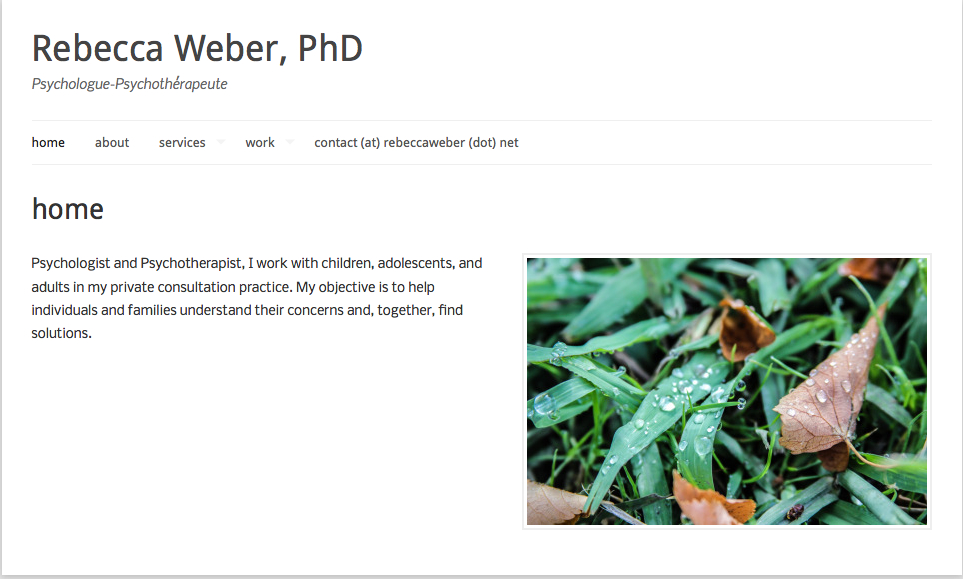 Rebecca Weber, PhD
Psychologue-Psychothérapeute
home about services work contact (at) rebeccaweber (dot) net
home
Psychologist and Psychotherapist, I work with children, adolescents, and
adults in my private consultation practice. My objective is to help
individuals and families understand their concerns and, together, find
solutions.